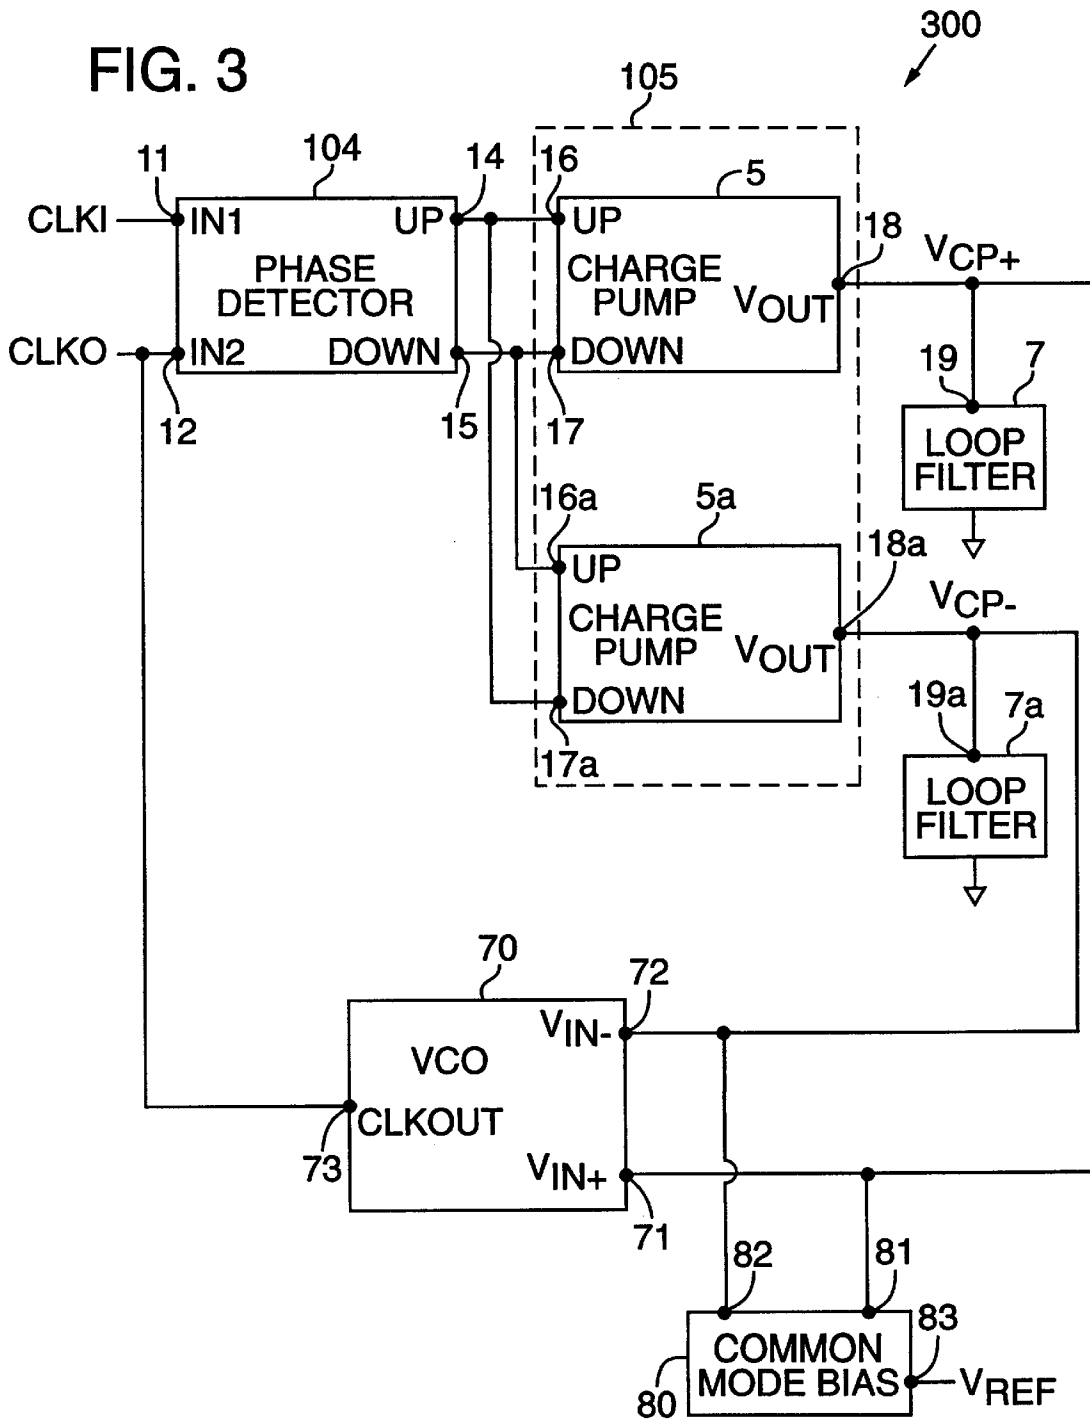 FIG. 3
300
105
11
104
14
16
5
18
CLKI
IN1
UP
UP
VCP+
PHASE
DETECTOR
CHARGE
PUMP
VOUT
CLKO
IN2
DOWN
DOWN
12
15
17
19
7
LOOP
FILTER
16a
5a
18a
UP
VCP-
CHARGE
PUMP
VOUT
DOWN
17a
19a
7a
LOOP
FILTER
70
72
VIN-
VCO
CLKOUT
73
VIN+
71
82
81
83
COMMON
MODE BIAS
80
VREF